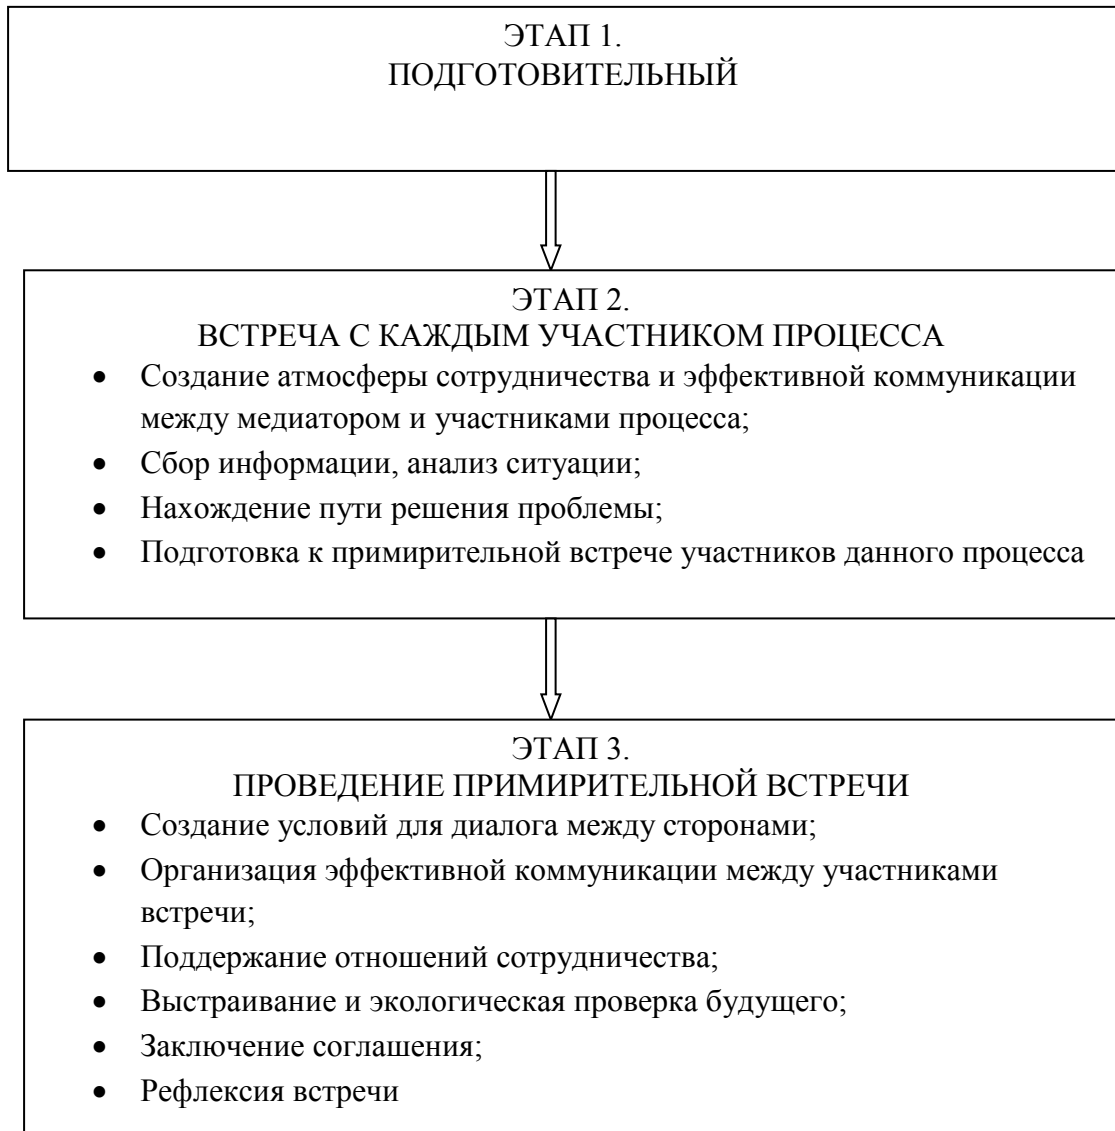 ЭТАП 1.
ПОДГОТОВИТЕЛЬНЫЙ
ЭТАП 2.
ВСТРЕЧА С КАЖДЫМ УЧАСТНИКОМ ПРОЦЕССА
• Создание атмосферы сотрудничества и эффективной коммуникации
между медиатором и участниками процесса;
• Сбор информации, анализ ситуации;
• Нахождение пути решения проблемы;
• Подготовка к примирительной встрече участников данного процесса
ЭТАП 3.
ПРОВЕДЕНИЕ ПРИМИРИТЕЛЬНОЙ ВСТРЕЧИ
• Создание условий для диалога между сторонами;
• Организация эффективной коммуникации между участниками
встречи;
• Поддержание отношений сотрудничества;
• Выстраивание и экологическая проверка будущего;
• Заключение соглашения;
• Рефлексия встречи